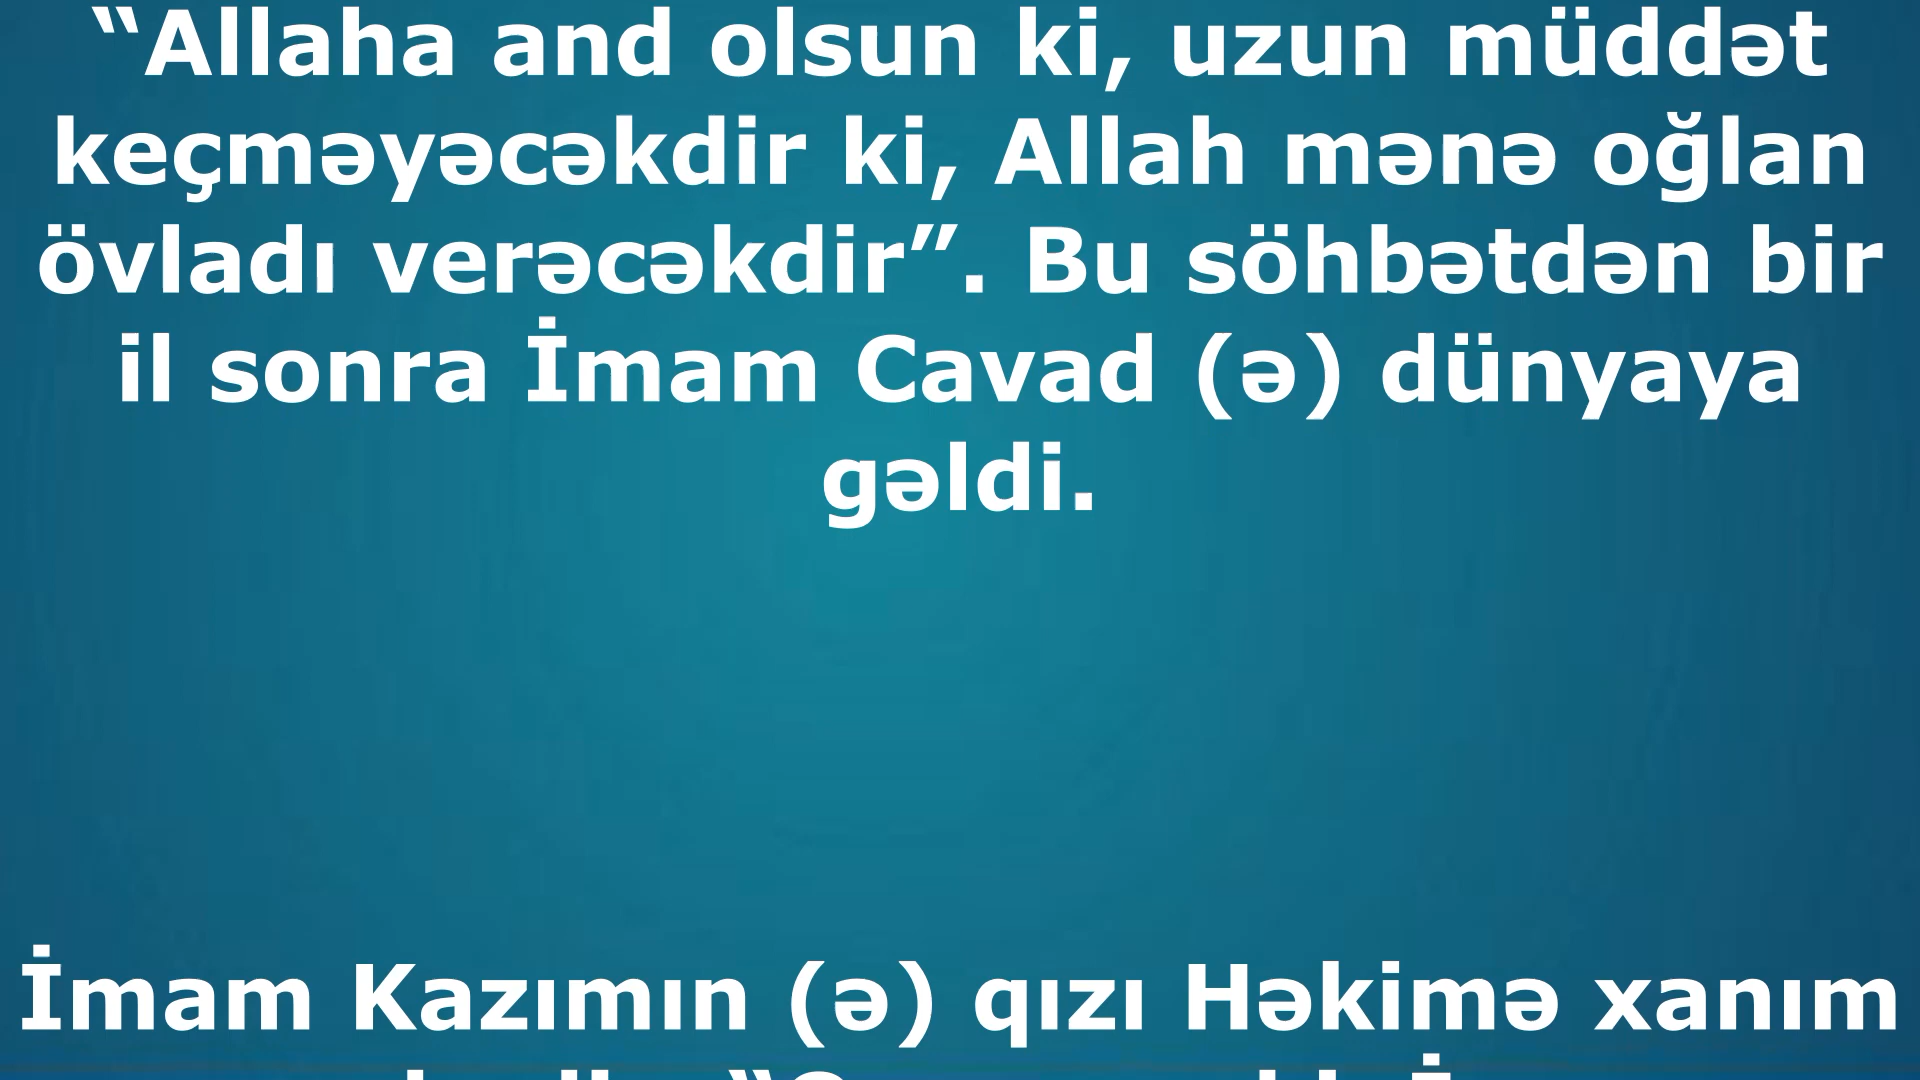 “Allaha and olsun ki, uzun müddət
keçməyəcəkdir ki, Allah mənə oğlan
övladı verəcəkdir”. Bu söhbətdən bir
il sonra İmam Cavad (ə) dünyaya
gəldi.
İmam Kazımın (ə) qızı Həkimə xanım